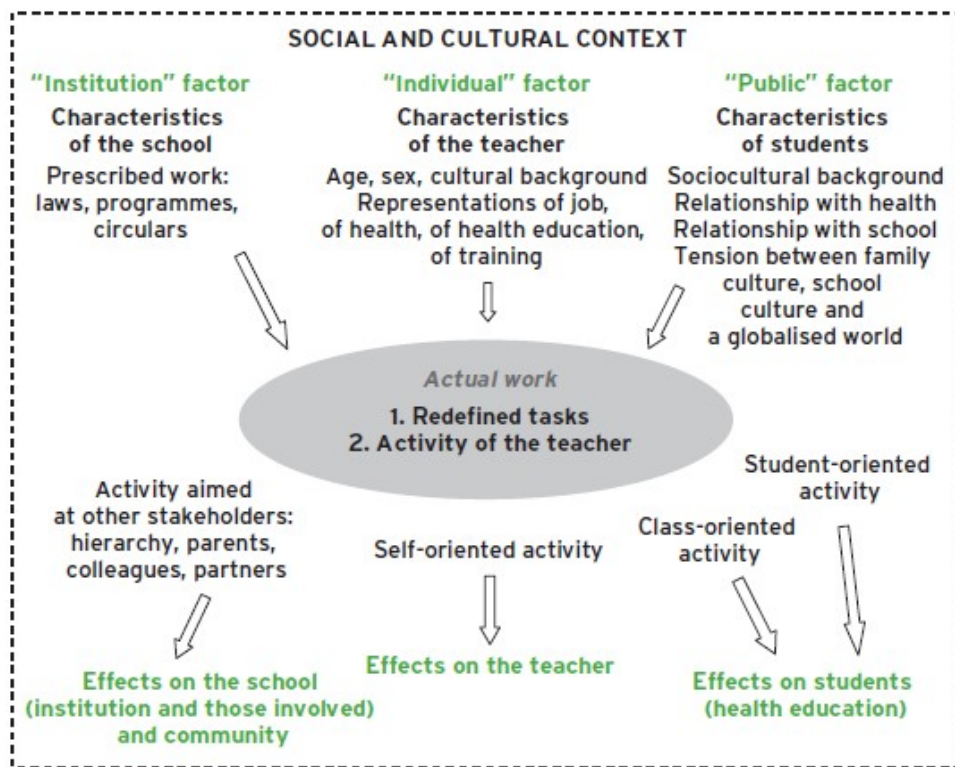 SOCIAL AND CULTURAL CONTEXT
“Institution” factor
Characteristics
of the school
Prescribed work:
laws, programmes,
circulars
“Individual” factor
Characteristics
of the teacher
Age, sex, cultural background
Representations of job,
of health, of health education,
of training
“Public” factor
Characteristics
of students
Sociocultural background
Relationship with health
Relationship with school
Tension between family
culture, school
culture and
a globalised world
Actual work
1. Redefined tasks
2. Activity of the teacher
Activity aimed
at other stakeholders:
hierarchy, parents,
colleagues, partners
Self-oriented activity
Class-oriented
activity
Student-oriented
activity
Effects on the school
(institution and those involved)
and community
Effects on the teacher
Effects on students
(health education)